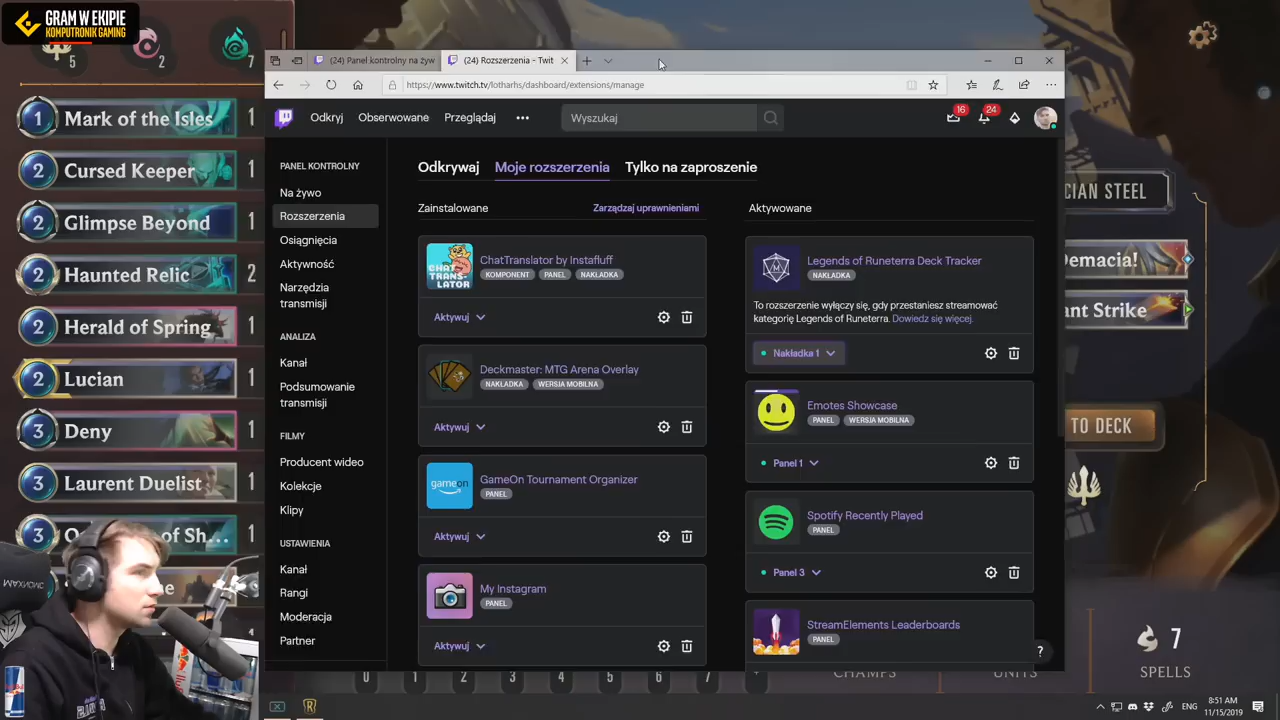 GRAM W EKIPIE
KOMPUTRONIK GAMING
5
2
7
1 Mark of the Isles 1
2 Cursed Keeper 1
2 Glimpse Beyond 1
2 Haunted Relic 2
2 Herald of Spring 1
2 Lucian 1
3 Deny 1
3 Laurent Duelist 1
3
1
(24) Panel kontrolny na żyw
(24) Rozszerzenia - Twit
https://www.twitch.tv/lotharhs/dashboard/extensions/manage
Odkryj
Obserwowane
Przeglądaj
Wyszukaj
16
24
PANEL KONTROLNY
Na żywo
Rozszerzenia
Osiągnięcia
Aktywność
Narzędzia
transmisji
ANALIZA
Kanał
Podsumowanie
transmisji
FILMY
Producent wideo
Kolekcje
Klipy
USTAWIENIA
Kanał
Rangi
Moderacja
Partner
Odkrywaj
Moje rozszerzenia
Tylko na zaproszenie
Zainstalowane
Zarządzaj uprawnieniami
CHAT TRANS-LATOR
ChatTranslator by Instafluff
KOMPONENT PANEL NAKŁADKA
Aktywuj
Deckmaster: MTG Arena Overlay
NAKŁADKA WERSJA MOBILNA
Aktywuj
gameon
GameOn Tournament Organizer
PANEL
Aktywuj
My Instagram
PANEL
Aktywuj
Aktywowane
Legends of Runeterra Deck Tracker
NAKŁADKA
To rozszerzenie wyłączy się, gdy przestaniesz streamować
kategorię Legends of Runeterra. Dowiedz się więcej.
Nakładka 1
Emotes Showcase
PANEL WERSJA MOBILNA
Panel 1
Spotify Recently Played
PANEL
Panel 3
StreamElements Leaderboards
PANEL
?
CIAN STEEL
Demacia!
ant Strike
TO DECK
7
SPELLS
0 1 2 3 4 5 6 7
CHAMPS
UNITS
ENG
8:51 AM
11/15/2019
Red Bull